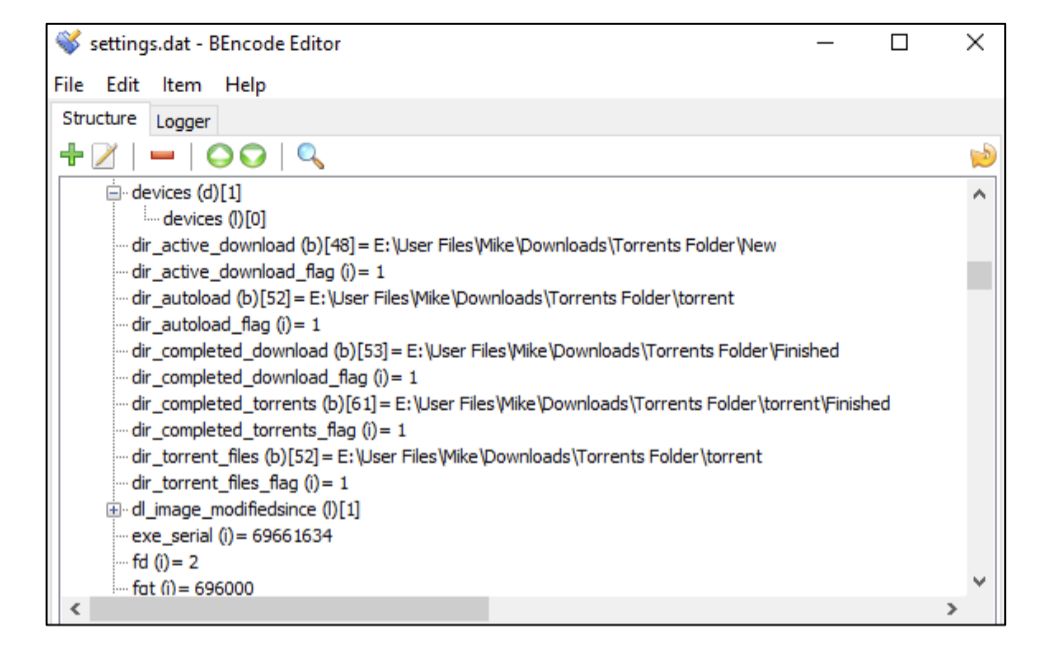 settings.dat - BEncode Editor
File Edit Item Help
Structure Logger
devices (d)[1]
devices (l)[0]
dir_active_download (b)[48] = E:\User Files\Mike\Downloads\Torrents Folder\New
dir_active_download_flag (i) = 1
dir_autoload (b)[52] = E:\User Files\Mike\Downloads\Torrents Folder\torrent
dir_autoload_flag (i) = 1
dir_completed_download (b)[53] = E:\User Files\Mike\Downloads\Torrents Folder\Finished
dir_completed_download_flag (i) = 1
dir_completed_torrents (b)[61] = E:\User Files\Mike\Downloads\Torrents Folder\torrent\Finished
dir_completed_torrents_flag (i) = 1
dir_torrent_files (b)[52] = E:\User Files\Mike\Downloads\Torrents Folder\torrent
dir_torrent_files_flag (i) = 1
dl_image_modifiedsince (l)[1]
exe_serial (i) = 69661634
fd (i) = 2
fgt (i) = 696000